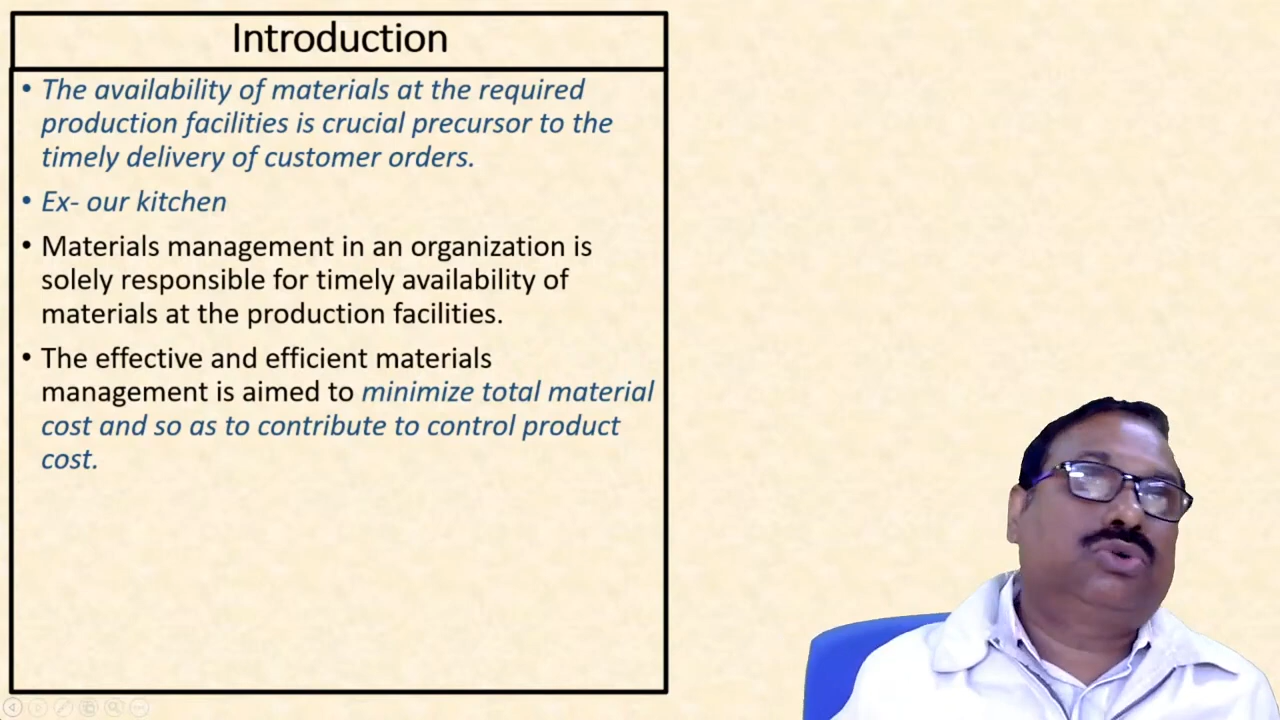 Introduction
• The availability of materials at the required
production facilities is crucial precursor to the
timely delivery of customer orders.
• Ex- our kitchen
• Materials management in an organization is
solely responsible for timely availability of
materials at the production facilities.
• The effective and efficient materials
management is aimed to minimize total material
cost and so as to contribute to control product
cost.